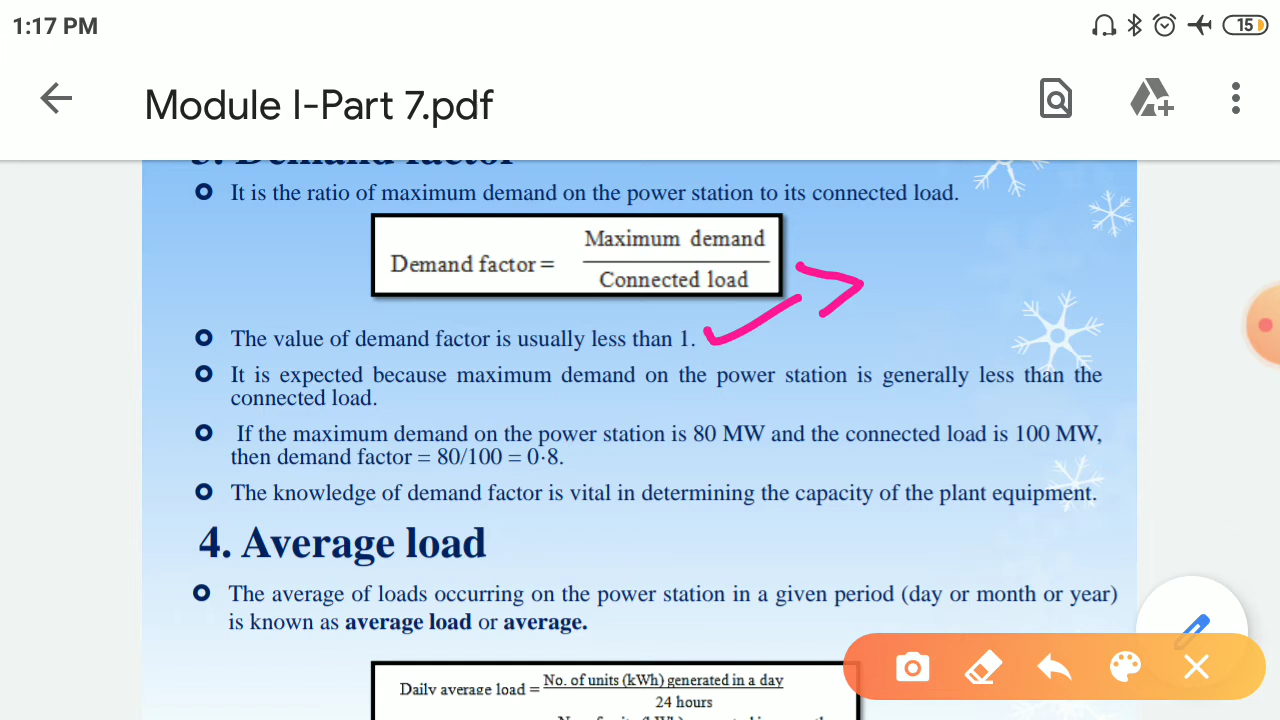 1:17 PM
15
Module I-Part 7.pdf
3. Demand factor
It is the ratio of maximum demand on the power station to its connected load.
Demand factor = Maximum demand
Connected load
The value of demand factor is usually less than 1.
It is expected because maximum demand on the power station is generally less than the
connected load.
If the maximum demand on the power station is 80 MW and the connected load is 100 MW,
then demand factor = 80/100 = 0·8.
The knowledge of demand factor is vital in determining the capacity of the plant equipment.
4. Average load
The average of loads occurring on the power station in a given period (day or month or year)
is known as average load or average.
Daily average load = No. of units (kWh) generated in a day
24 hours